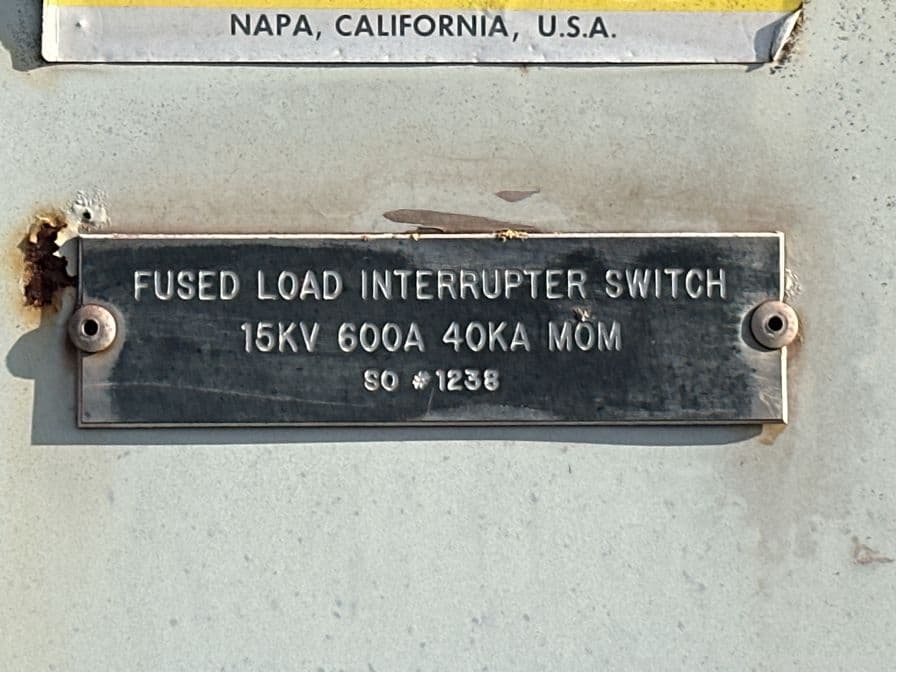 NAPA, CALIFORNIA, U.S.A.
FUSED LOAD INTERRUPTER SWITCH
15KV 600A 40KA MOM
SO #1238